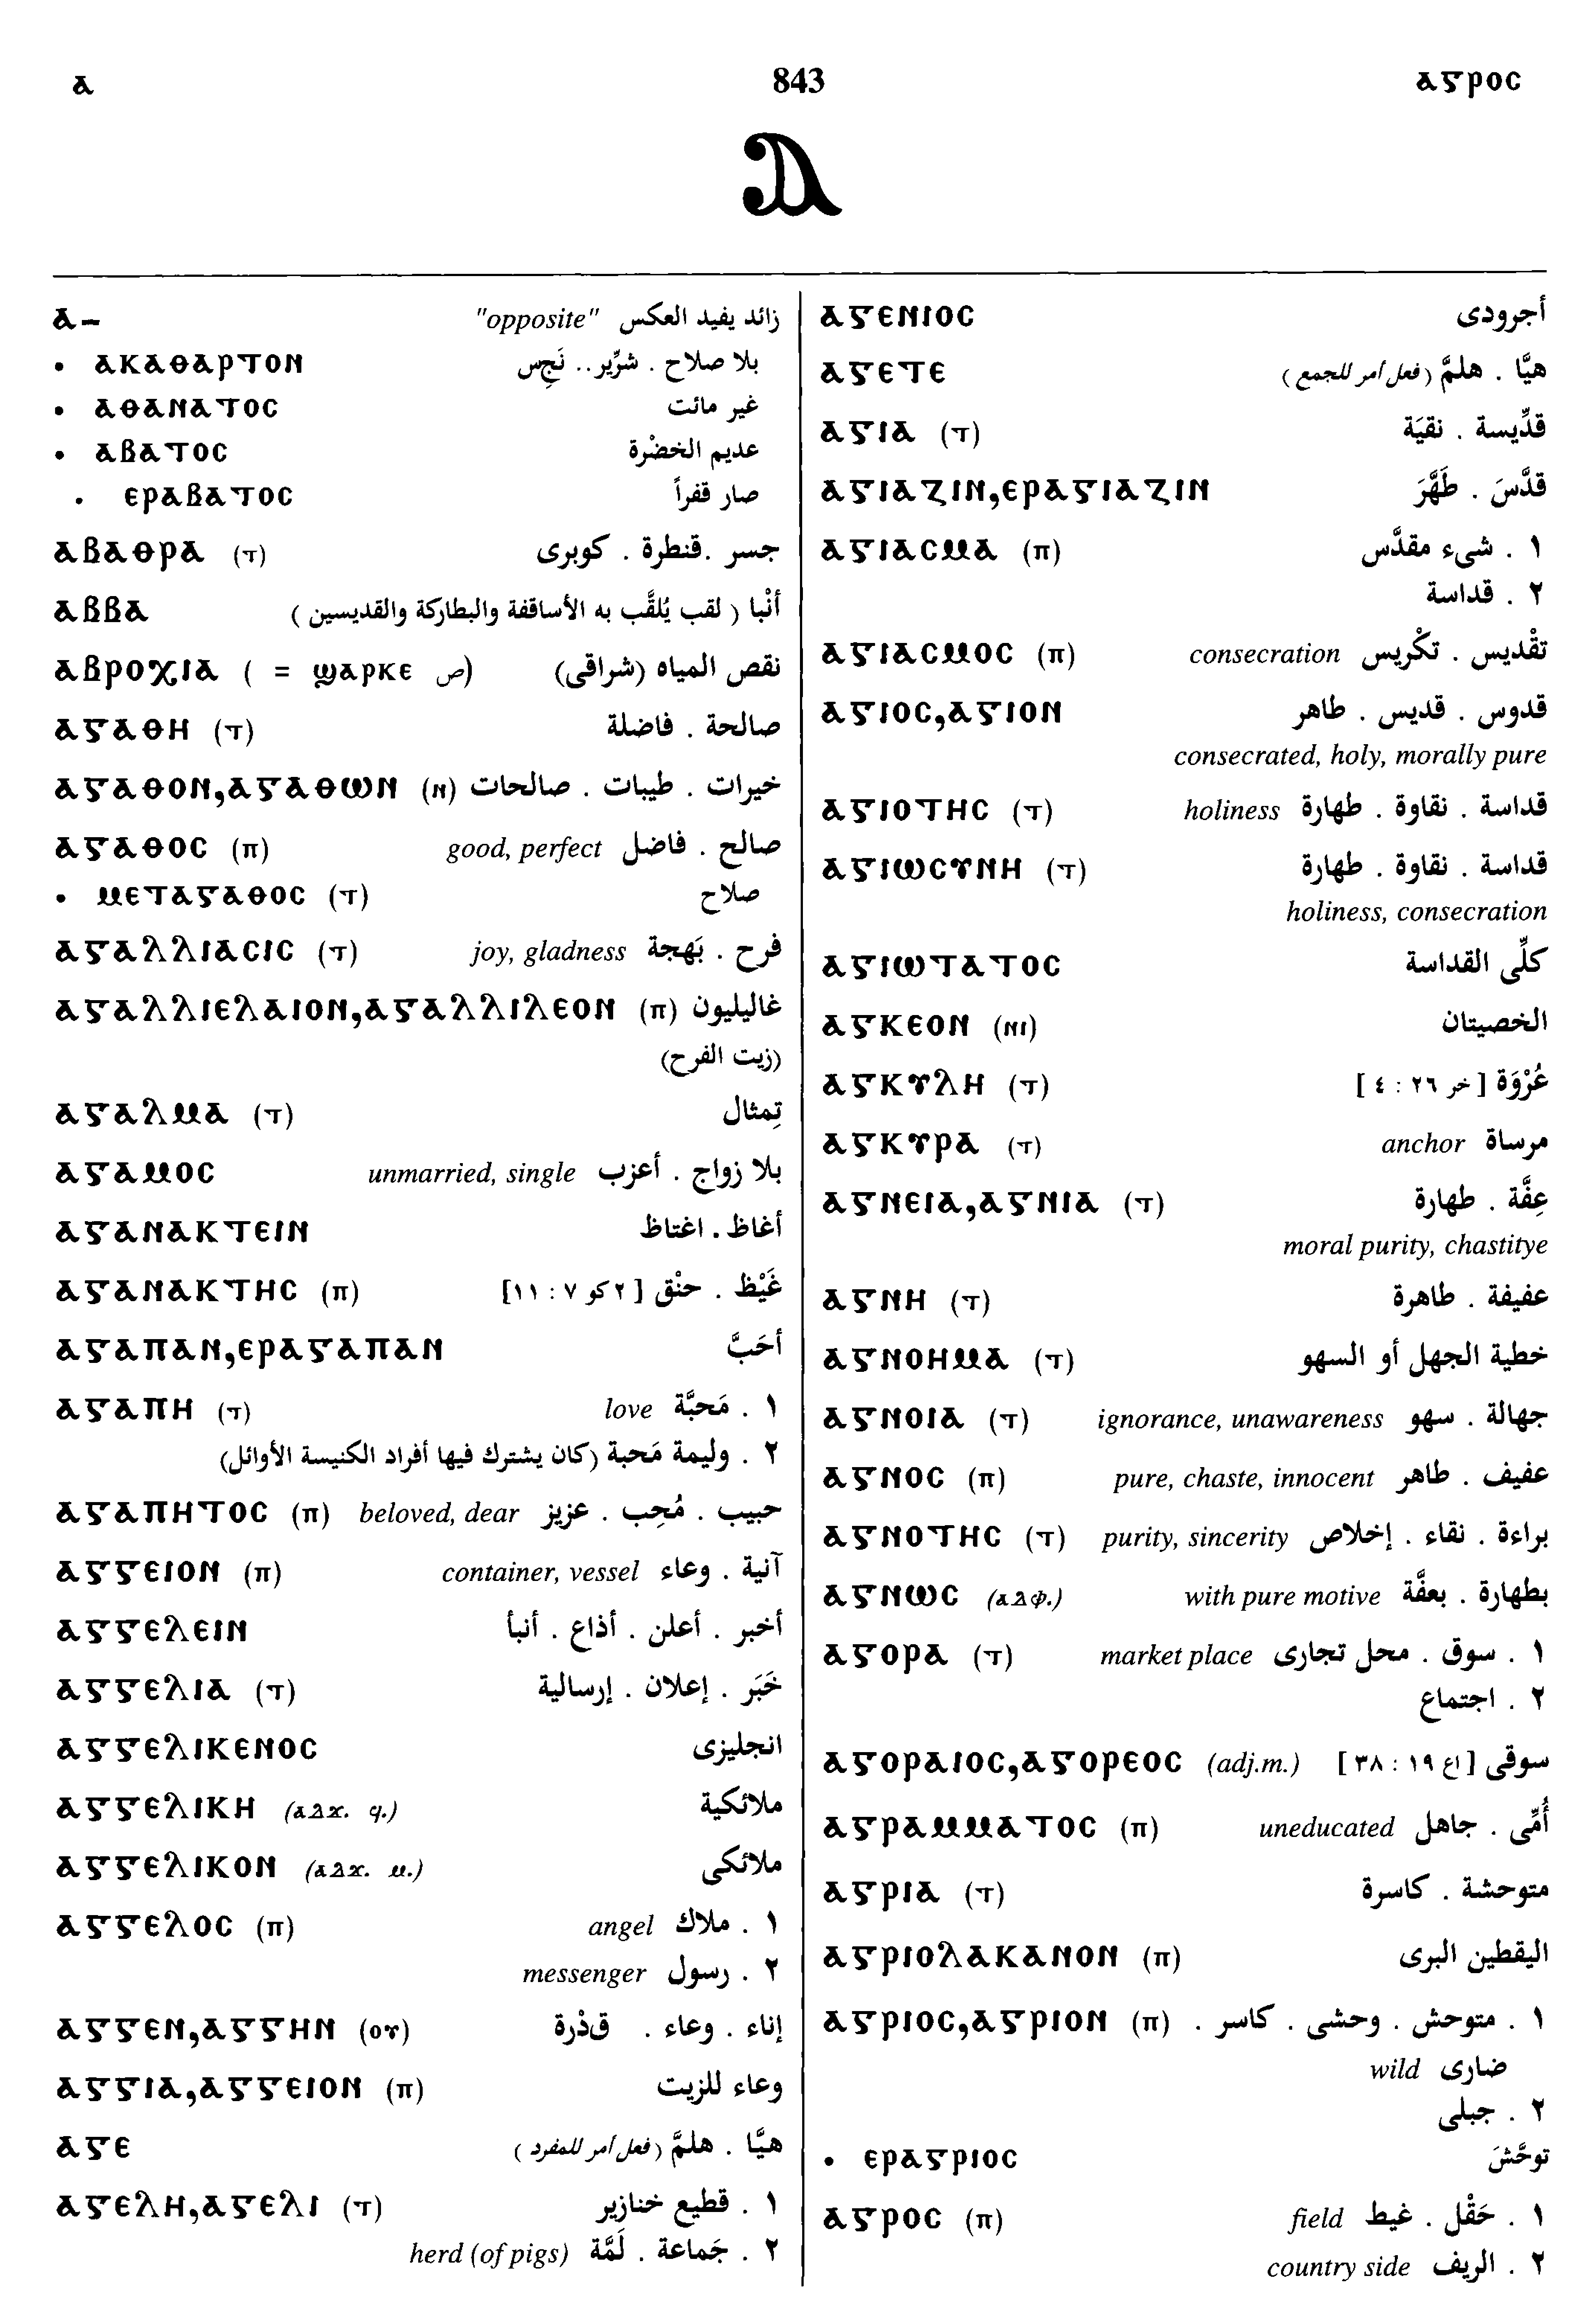 ⲁ 843 ⲁⲅⲣⲟⲥ
Ⲁ
ⲁ- "opposite" زائد يفيد العكس
• ⲁⲕⲁⲑⲁⲣⲧⲟⲛ بلا صلاح . شرِّير .. نَجِس
• ⲁⲑⲁⲛⲁⲧⲟⲥ غير مائت
• ⲁⲃⲁⲧⲟⲥ عديم الخضْرة
• ⲉⲣⲁⲃⲁⲧⲟⲥ صار قفراً
ⲁⲃⲁⲑⲣⲁ (ⲧ) جسر .قنطرة . كوبرى
ⲁⲃⲃⲁ أنْبا ( لقب يُلقَّب به الأساقفة والبطاركة والقديسين )
ⲁⲃⲣⲟⲭⲓⲁ ( = ϣⲁⲣⲕⲉ ص) نقص المياه (شراقى)
ⲁⲅⲁⲑⲏ (ⲧ) صالحة . فاضلة
ⲁⲅⲁⲑⲟⲛ,ⲁⲅⲁⲑⲱⲛ (ⲛ) خيرات . طيبات . صالحات
ⲁⲅⲁⲑⲟⲥ (ⲡ) good, perfect صالح . فاضل
• ⲙⲉⲧⲁⲅⲁⲑⲟⲥ (ⲧ) صلاح
ⲁⲅⲁⲗⲗⲓⲁⲥⲓⲥ (ⲧ) joy, gladness فرح . بَهجة
ⲁⲅⲁⲗⲗⲓⲉⲗⲁⲓⲟⲛ,ⲁⲅⲁⲗⲗⲓⲗⲉⲟⲛ (ⲡ) غاليليون
(زيت الفرح)
ⲁⲅⲁⲗⲙⲁ (ⲧ) تِمثال
ⲁⲅⲁⲙⲟⲥ unmarried, single بلا زواج . أعزب
ⲁⲅⲁⲛⲁⲕⲧⲉⲓⲛ أغاظ . اغتاظ
ⲁⲅⲁⲛⲁⲕⲧⲏⲥ (ⲡ) غَيْظ . حنْق [ ٢كو ٧ : ١١]
ⲁⲅⲁⲡⲁⲛ,ⲉⲣⲁⲅⲁⲡⲁⲛ أحَبَّ
ⲁⲅⲁⲡⲏ (ⲧ) love ١ . مَحبَّة
٢ . وليمة مَحبة (كان يشترك فيها أفراد الكنيسة الأوائل)
ⲁⲅⲁⲡⲏⲧⲟⲥ (ⲡ) beloved, dear حبيب . مُحِب . عزيز
ⲁⲅⲅⲉⲓⲟⲛ (ⲡ) container, vessel آنية . وعاء
ⲁⲅⲅⲉⲗⲉⲓⲛ أخبر . أعلن . أذاع . أنبأ
ⲁⲅⲅⲉⲗⲓⲁ (ⲧ) خَبَر . إعلان . إرسالية
ⲁⲅⲅⲉⲗⲓⲕⲉⲛⲟⲥ انجليزى
ⲁⲅⲅⲉⲗⲓⲕⲏ (ⲁⲇϫ. ϥ.) ملائكية
ⲁⲅⲅⲉⲗⲓⲕⲟⲛ (ⲁⲇϫ. ⲙ.) ملائكى
ⲁⲅⲅⲉⲗⲟⲥ (ⲡ) angel ١ . ملاك
messenger ٢ . رسول
ⲁⲅⲅⲉⲛ,ⲁⲅⲅⲏⲛ (ⲟⲩ) إناء . وعاء . قذْرة
ⲁⲅⲅⲓⲁ,ⲁⲅⲅⲉⲓⲟⲛ (ⲡ) وعاء للزيت
ⲁⲅⲉ هيَّا . هلمَّ (فعل أمر للمفرد )
ⲁⲅⲉⲗⲏ,ⲁⲅⲉⲗⲓ (ⲧ) ١ . قطيع خنازير
herd (of pigs) ٢ . جَماعة . لَمَّة
ⲁⲅⲉⲛⲓⲟⲥ أجرودى
ⲁⲅⲉⲧⲉ هيَّا . هلمَّ (فعل أمر للجمع )
ⲁⲅⲓⲁ (ⲧ) قدِّيسة . نقيَة
ⲁⲅⲓⲁⲍⲓⲛ,ⲉⲣⲁⲅⲓⲁⲍⲓⲛ قدَّسَ . طَهَّرَ
ⲁⲅⲓⲁⲥⲙⲁ (ⲡ) ١ . شىء مقدَّس
٢ . قداسة
ⲁⲅⲓⲁⲥⲙⲟⲥ (ⲡ) consecration تقْديس . تكْريس
ⲁⲅⲓⲟⲥ,ⲁⲅⲓⲟⲛ قدوس . قديس . طاهر
consecrated, holy, morally pure
ⲁⲅⲓⲟⲧⲏⲥ (ⲧ) holiness قداسة . نقاوة . طهارة
ⲁⲅⲓⲱⲥⲩⲛⲏ (ⲧ) قداسة . نقاوة . طهارة
holiness, consecration
ⲁⲅⲓⲱⲧⲁⲧⲟⲥ كلِّى القداسة
ⲁⲅⲕⲉⲟⲛ (ⲛⲓ) الخصيتان
ⲁⲅⲕⲩⲗⲏ (ⲧ) عُرْوَة [ خر ٢٦ : ٤ ]
ⲁⲅⲕⲩⲣⲁ (ⲧ) anchor مرساة
ⲁⲅⲛⲉⲓⲁ,ⲁⲅⲛⲓⲁ (ⲧ) عِفَّة . طهارة
moral purity, chastitye
ⲁⲅⲛⲏ (ⲧ) عفيفة . طاهرة
ⲁⲅⲛⲟⲏⲙⲁ (ⲧ) خطية الجهل أو السهو
ⲁⲅⲛⲟⲓⲁ (ⲧ) ignorance, unawareness جهالة . سهو
ⲁⲅⲛⲟⲥ (ⲡ) pure, chaste, innocent عفيف . طاهر
ⲁⲅⲛⲟⲧⲏⲥ (ⲧ) purity, sincerity براءة . نقاء . إخلاص
ⲁⲅⲛⲱⲥ (ⲁⲇⲫ.) with pure motive بطهارة . بعفَّة
ⲁⲅⲟⲣⲁ (ⲧ) market place ١ . سوق . محل تجارى
٢ . اجتماع
ⲁⲅⲟⲣⲁⲓⲟⲥ,ⲁⲅⲟⲣⲉⲟⲥ (adj.m.) سوقى [ اع ١٩ : ٣٨ ]
ⲁⲅⲣⲁⲙⲙⲁⲧⲟⲥ (ⲡ) uneducated أُمِّى . جاهل
ⲁⲅⲣⲓⲁ (ⲧ) متوحشة . كاسرة
ⲁⲅⲣⲓⲟⲗⲁⲕⲁⲛⲟⲛ (ⲡ) اليقطين البرى
ⲁⲅⲣⲓⲟⲥ,ⲁⲅⲣⲓⲟⲛ (ⲡ) ١ . متوحش . وحشى . كاسر .
wild ضارى
٢ . جبلى
• ⲉⲣⲁⲅⲣⲓⲟⲥ توحَّشَ
ⲁⲅⲣⲟⲥ (ⲡ) field ١ . حَقْل . غيط
country side ٢ . الريف